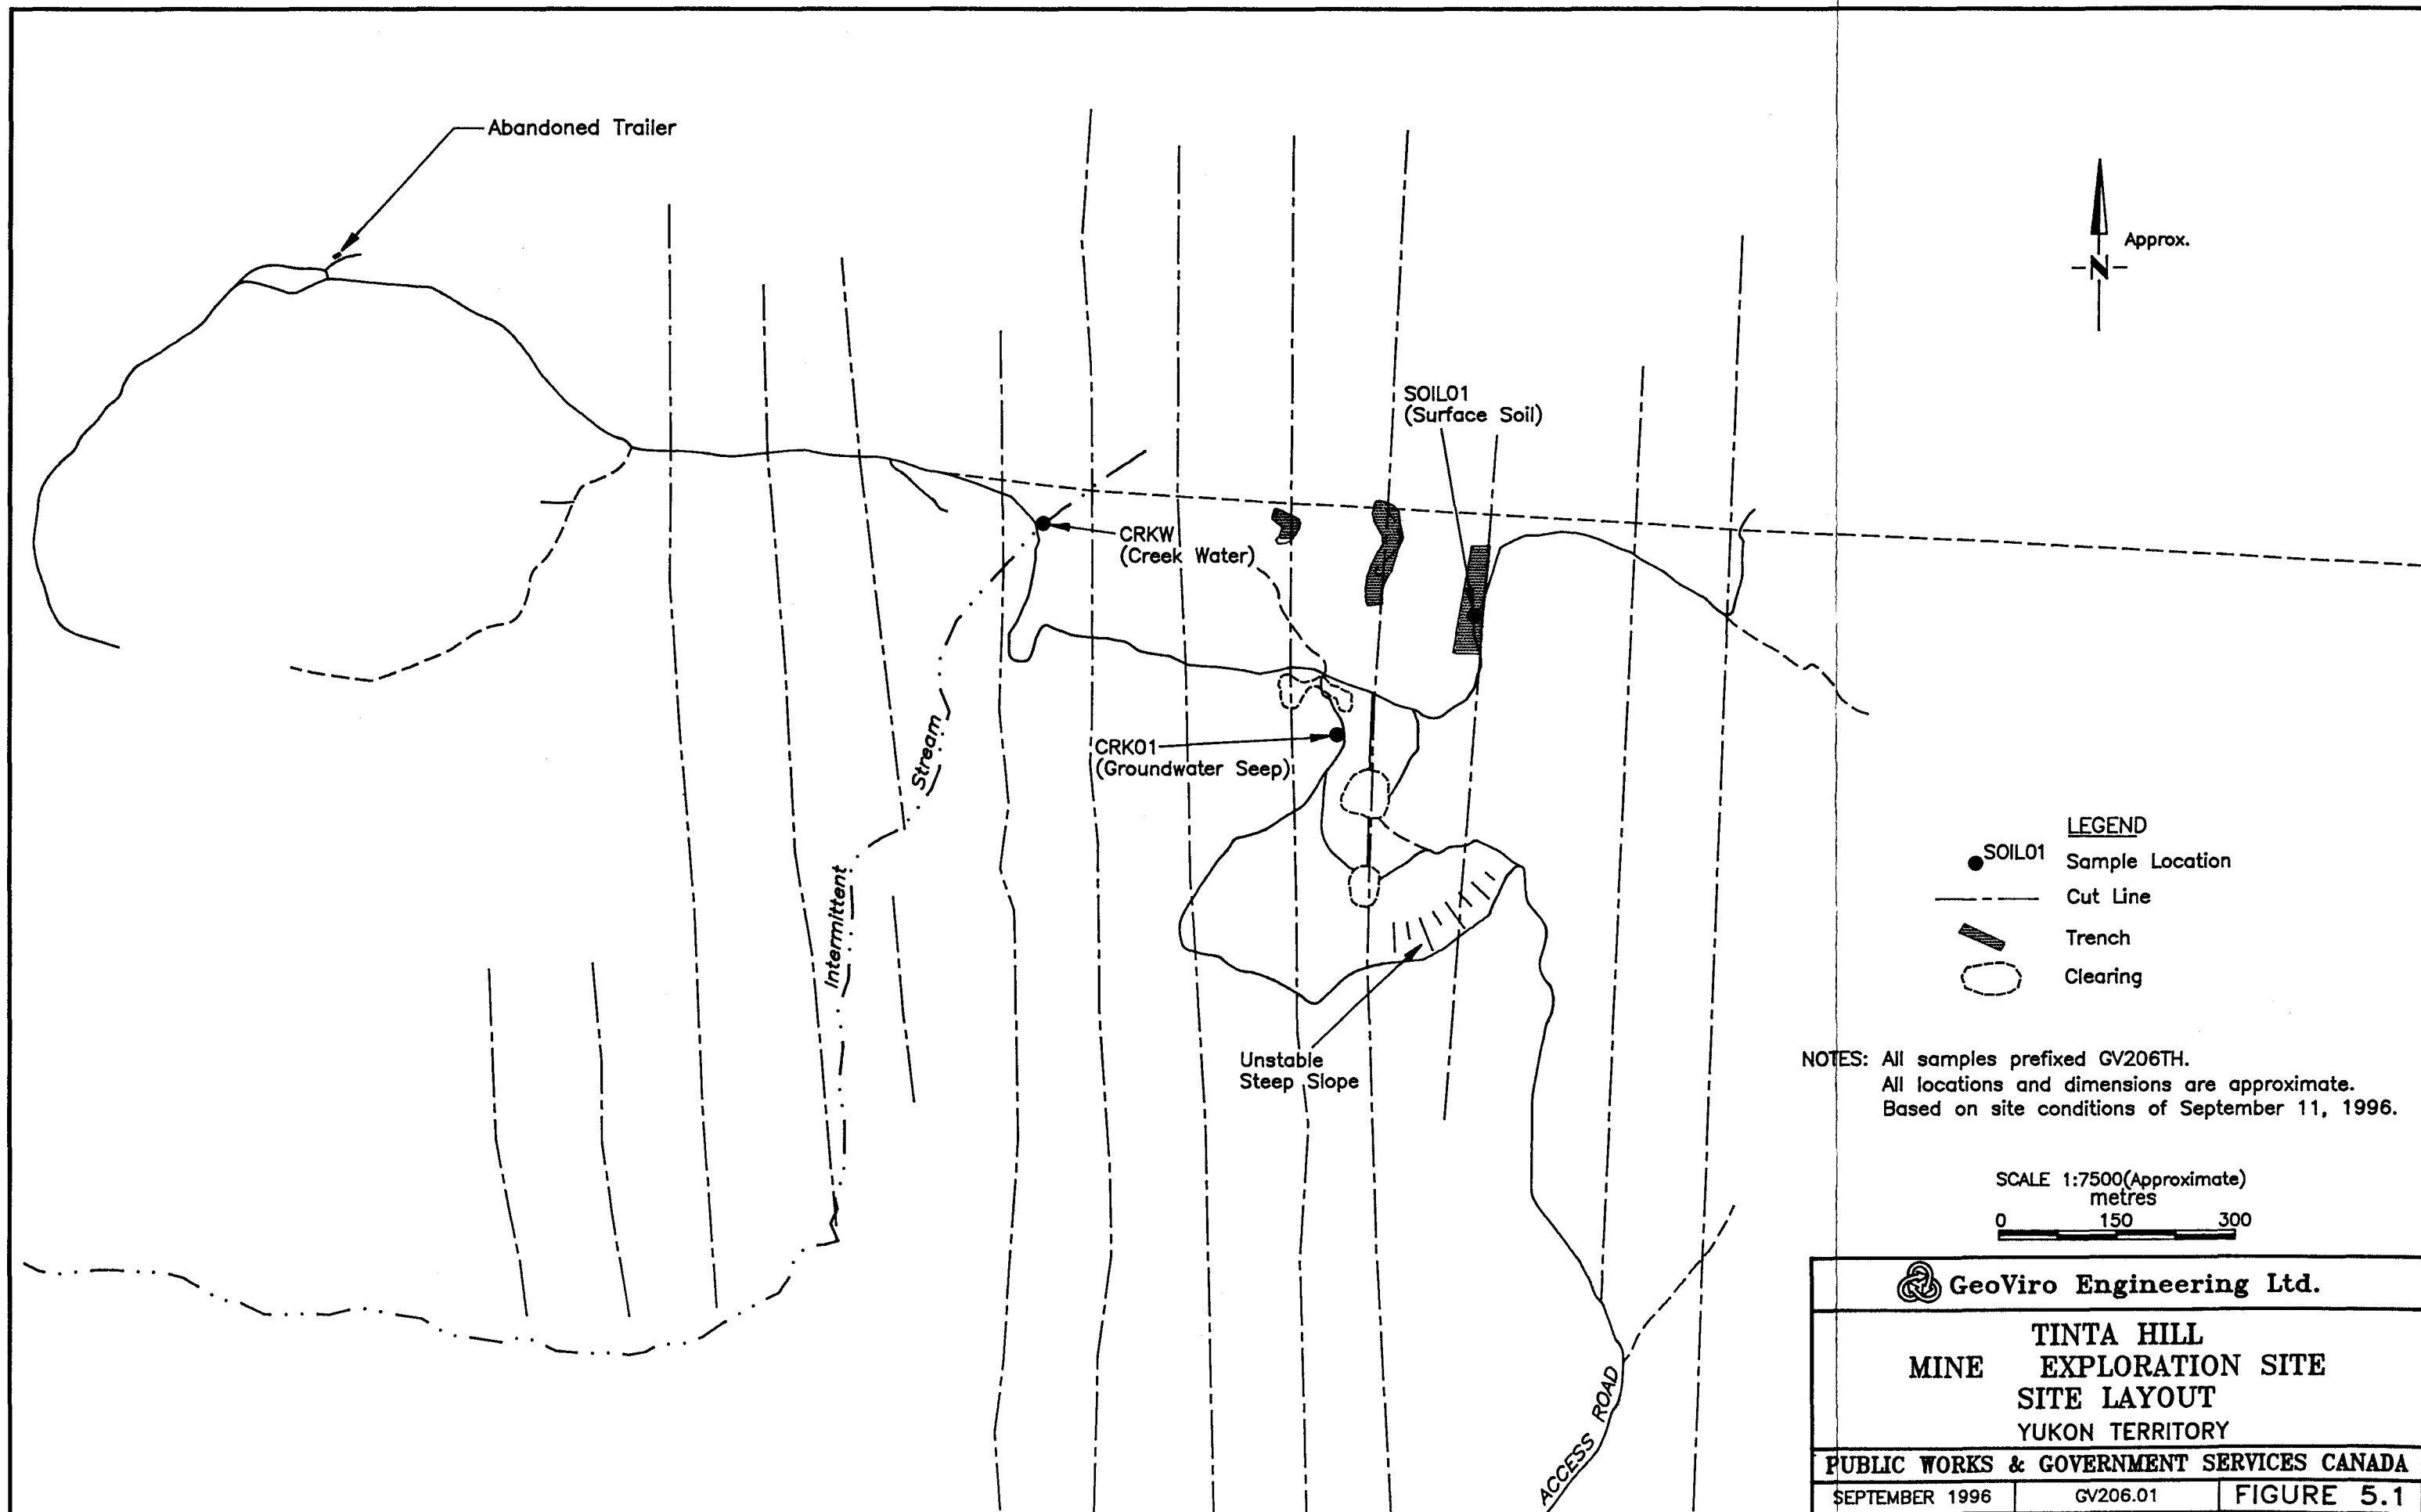 Abandoned Trailer
Approx.
N
SOIL01
(Surface Soil)
CRKW
(Creek Water)
CRK01
(Groundwater Seep)
Stream
Intermittent
Unstable
Steep Slope
ACCESS ROAD
LEGEND
SOIL01 Sample Location
Cut Line
Trench
Clearing
NOTES: All samples prefixed GV206TH.
All locations and dimensions are approximate.
Based on site conditions of September 11, 1996.
SCALE 1:7500(Approximate)
metres
0 150 300
GeoViro Engineering Ltd.
TINTA HILL
MINE EXPLORATION SITE
SITE LAYOUT
YUKON TERRITORY
PUBLIC WORKS & GOVERNMENT SERVICES CANADA
SEPTEMBER 1996 GV206.01 FIGURE 5.1